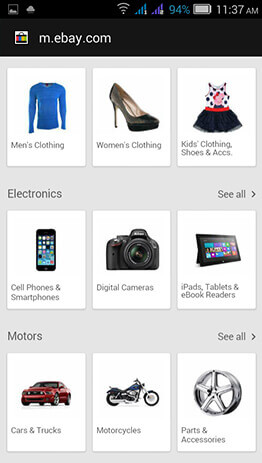 94% 11:37 AM
m.ebay.com
Men's Clothing
Women's Clothing
Kids' Clothing,
Shoes & Accs.
Electronics
See all
Cell Phones &
Smartphones
Digital Cameras
iPads, Tablets &
eBook Readers
Motors
See all
Cars & Trucks
Motorcycles
Parts &
Accessories